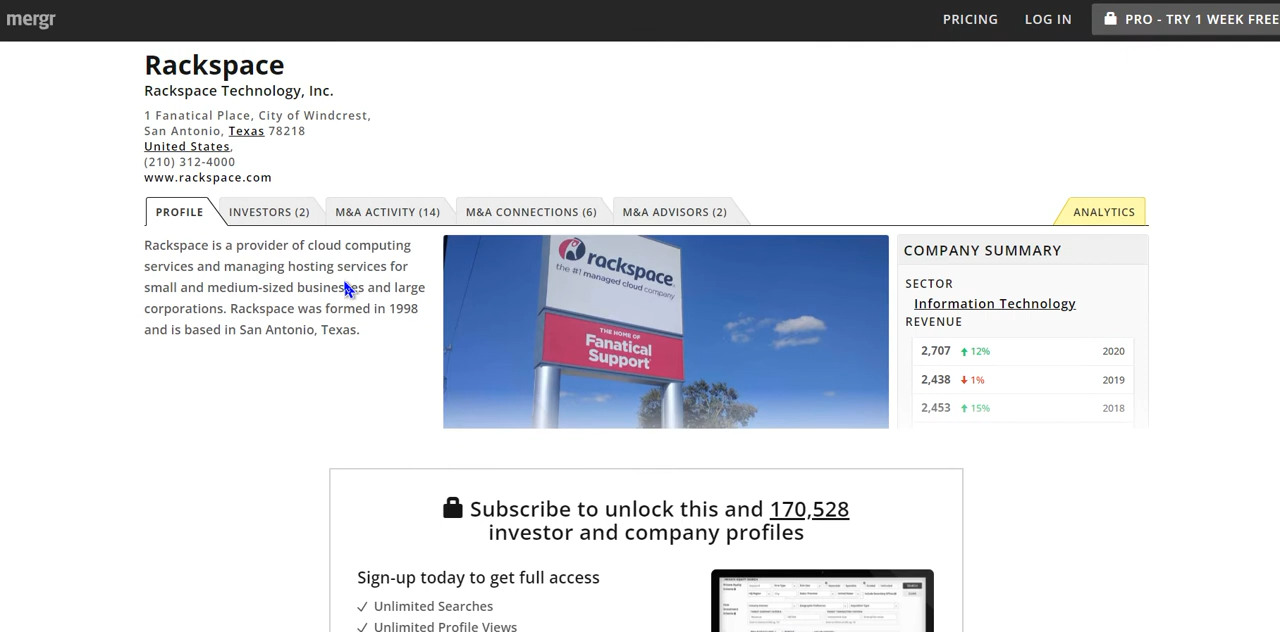 mergr
PRICING
LOG IN
PRO - TRY 1 WEEK FREE
Rackspace
Rackspace Technology, Inc.
1 Fanatical Place, City of Windcrest,
San Antonio, Texas 78218
United States,
(210) 312-4000
www.rackspace.com
PROFILE
INVESTORS (2)
M&A ACTIVITY (14)
M&A CONNECTIONS (6)
M&A ADVISORS (2)
ANALYTICS
Rackspace is a provider of cloud computing
services and managing hosting services for
small and medium-sized businesses and large
corporations. Rackspace was formed in 1998
and is based in San Antonio, Texas.
rackspace.
the #1 managed cloud company
THE HOME OF
Fanatical
Support
COMPANY SUMMARY
SECTOR
Information Technology
REVENUE
2,707 12% 2020
2,438 1% 2019
2,453 15% 2018
Subscribe to unlock this and 170,528
investor and company profiles
Sign-up today to get full access
✓ Unlimited Searches
✓ Unlimited Profile Views